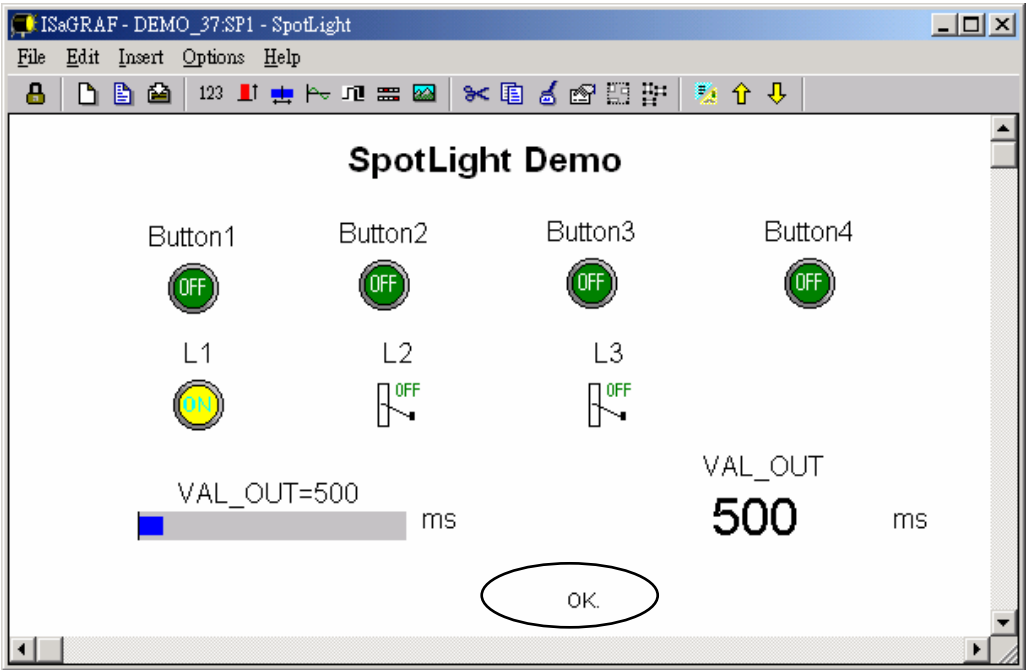 ISaGRAF - DEMO_37:SP1 - SpotLight
File Edit Insert Options Help
123
SpotLight Demo
Button1 Button2 Button3 Button4
OFF OFF OFF OFF
L1 L2 L3
ON OFF OFF
VAL_OUT
VAL_OUT=500
500 ms
ms
OK.